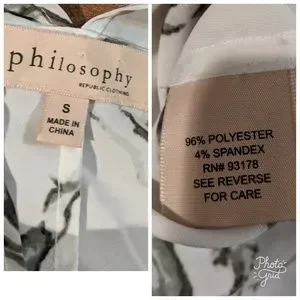 philosophy
REPUBLIC CLOTHING
S
MADE IN
CHINA
96% POLYESTER
4% SPANDEX
RN# 93178
SEE REVERSE
FOR CARE
Photo
Grid